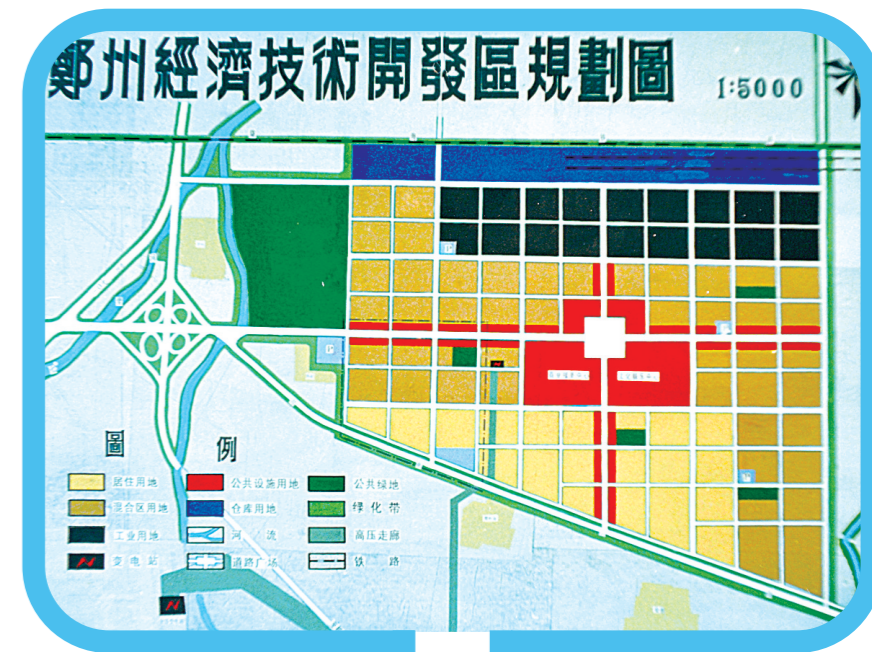 鄭州經濟技術開發區規劃圖
1:5000
圖 例
居住用地 公共设施用地 公共绿地
混合区用地 仓库用地 绿化带
工业用地 河流 高压走廊
变电站 道路广场 铁路